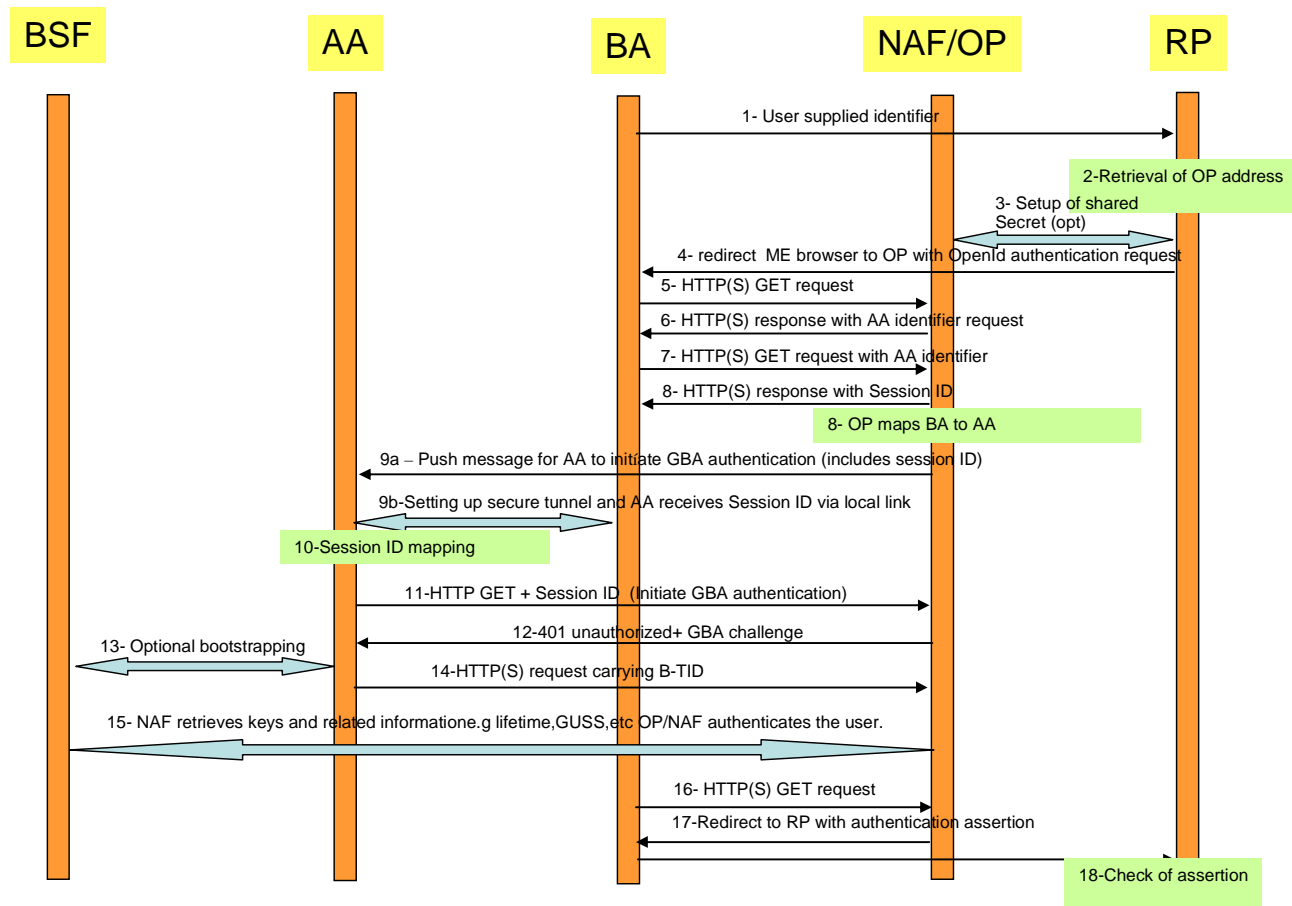 BSF
AA
BA
NAF/OP
RP
1- User supplied identifier
2-Retrieval of OP address
3- Setup of shared
Secret (opt)
4- redirect ME browser to OP with OpenId authentication request
5- HTTP(S) GET request
6- HTTP(S) response with AA identifier request
7- HTTP(S) GET request with AA identifier
8- HTTP(S) response with Session ID
8- OP maps BA to AA
9a – Push message for AA to initiate GBA authentication (includes session ID)
9b-Setting up secure tunnel and AA receives Session ID via local link
10-Session ID mapping
11-HTTP GET + Session ID (Initiate GBA authentication)
12-401 unauthorized+ GBA challenge
13- Optional bootstrapping
14-HTTP(S) request carrying B-TID
15- NAF retrieves keys and related informatione.g lifetime,GUSS,etc OP/NAF authenticates the user.
16- HTTP(S) GET request
17-Redirect to RP with authentication assertion
18-Check of assertion